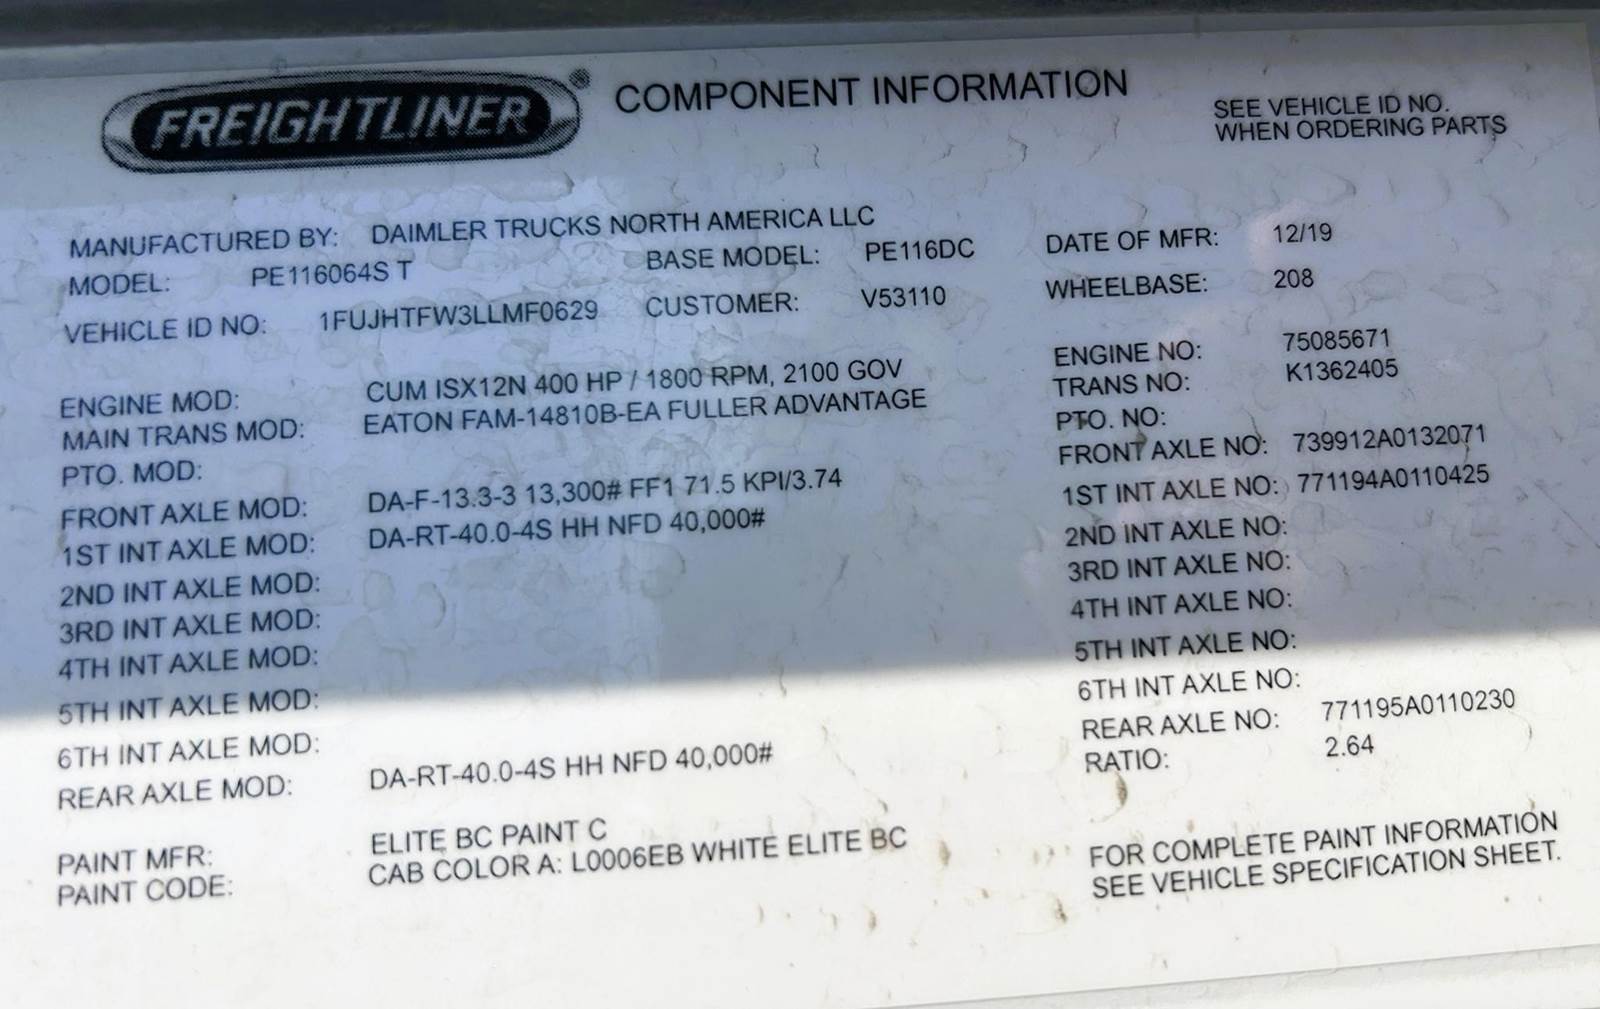 FREIGHTLINER ® COMPONENT INFORMATION
SEE VEHICLE ID NO.
WHEN ORDERING PARTS
MANUFACTURED BY: DAIMLER TRUCKS NORTH AMERICA LLC
MODEL: PE116064S T BASE MODEL: PE116DC DATE OF MFR: 12/19
VEHICLE ID NO: 1FUJHTFW3LLMF0629 CUSTOMER: V53110 WHEELBASE: 208
ENGINE MOD: CUM ISX12N 400 HP / 1800 RPM, 2100 GOV ENGINE NO: 75085671
MAIN TRANS MOD: EATON FAM-14810B-EA FULLER ADVANTAGE TRANS NO: K1362405
PTO. MOD: PTO. NO:
FRONT AXLE MOD: DA-F-13.3-3 13,300# FF1 71.5 KPI/3.74 FRONT AXLE NO: 739912A0132071
1ST INT AXLE MOD: DA-RT-40.0-4S HH NFD 40,000# 1ST INT AXLE NO: 771194A0110425
2ND INT AXLE MOD: 2ND INT AXLE NO:
3RD INT AXLE MOD: 3RD INT AXLE NO:
4TH INT AXLE MOD: 4TH INT AXLE NO:
5TH INT AXLE MOD: 5TH INT AXLE NO:
6TH INT AXLE MOD: 6TH INT AXLE NO:
REAR AXLE MOD: DA-RT-40.0-4S HH NFD 40,000# REAR AXLE NO: 771195A0110230
RATIO: 2.64
PAINT MFR: ELITE BC PAINT C
PAINT CODE: CAB COLOR A: L0006EB WHITE ELITE BC
FOR COMPLETE PAINT INFORMATION
SEE VEHICLE SPECIFICATION SHEET.